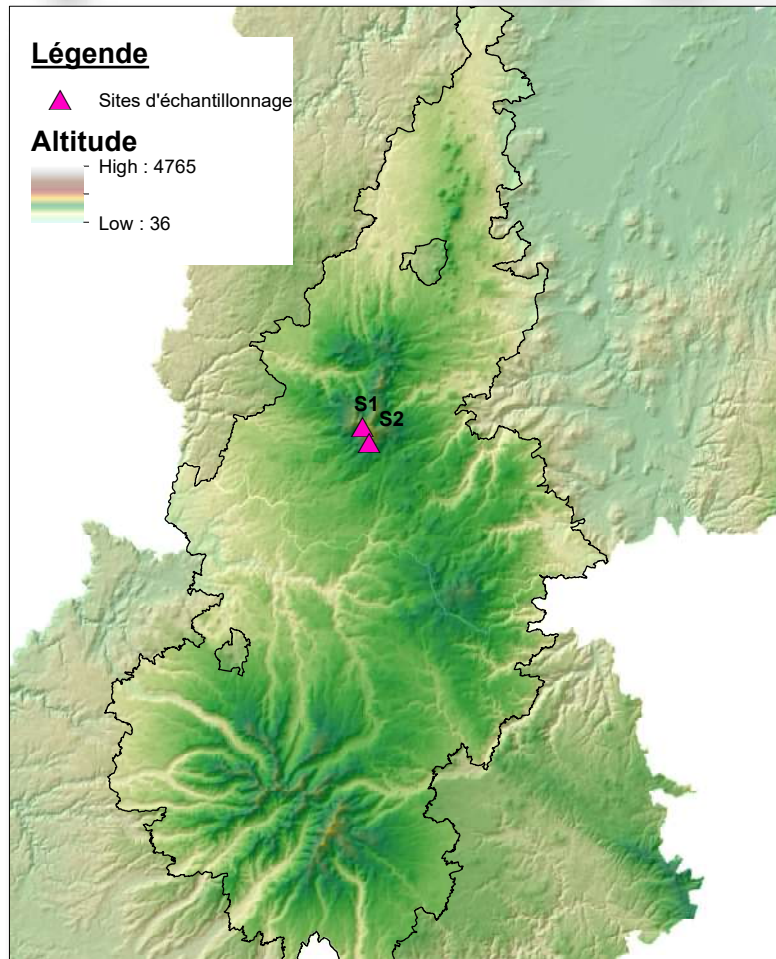 Légende
Sites d'échantillonnage
Altitude
High : 4765
Low : 36
S1
S2